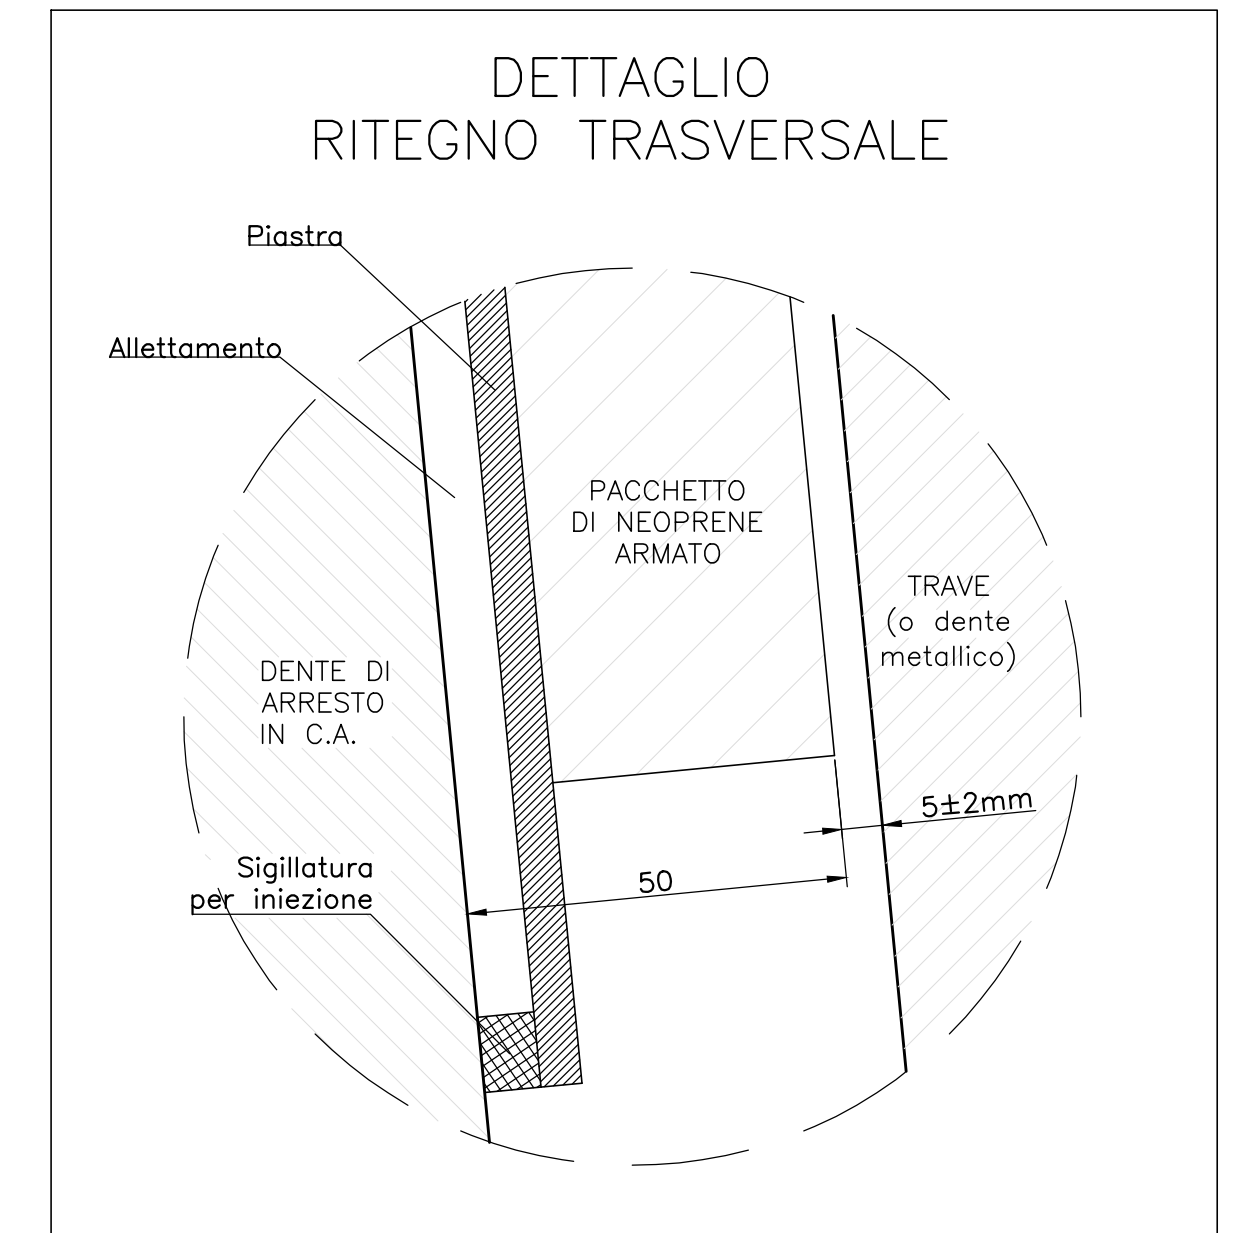 DETTAGLIO
RITEGNO TRASVERSALE
Piastra
Allettamento
PACCHETTO
DI NEOPRENE
ARMATO
TRAVE
(o dente
metallico)
DENTE DI
ARRESTO
IN C.A.
5±2mm
Sigillatura
per iniezione
50